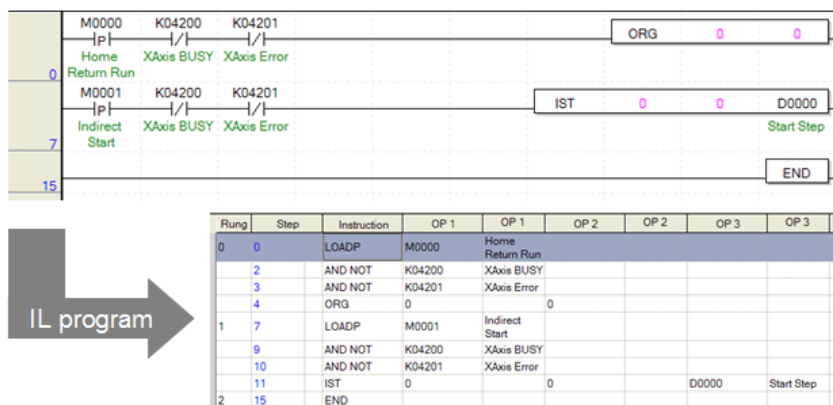 M0000 K04200 K04201
P ORG 0 0
Home XAxis BUSY XAxis Error
0 Return Run
M0001 K04200 K04201
P IST 0 0 D0000
Indirect XAxis BUSY XAxis Error Start Step
7 Start
END
15
Rung Step Instruction OP 1 OP 1 OP 2 OP 2 OP 3 OP 3
0 0 LOADP M0000 Home Return Run
2 AND NOT K04200 XAxis BUSY
3 AND NOT K04201 XAxis Error
4 ORG 0 0
1 7 LOADP M0001 Indirect Start
9 AND NOT K04200 XAxis BUSY
10 AND NOT K04201 XAxis Error
11 IST 0 0 D0000 Start Step
2 15 END
IL program